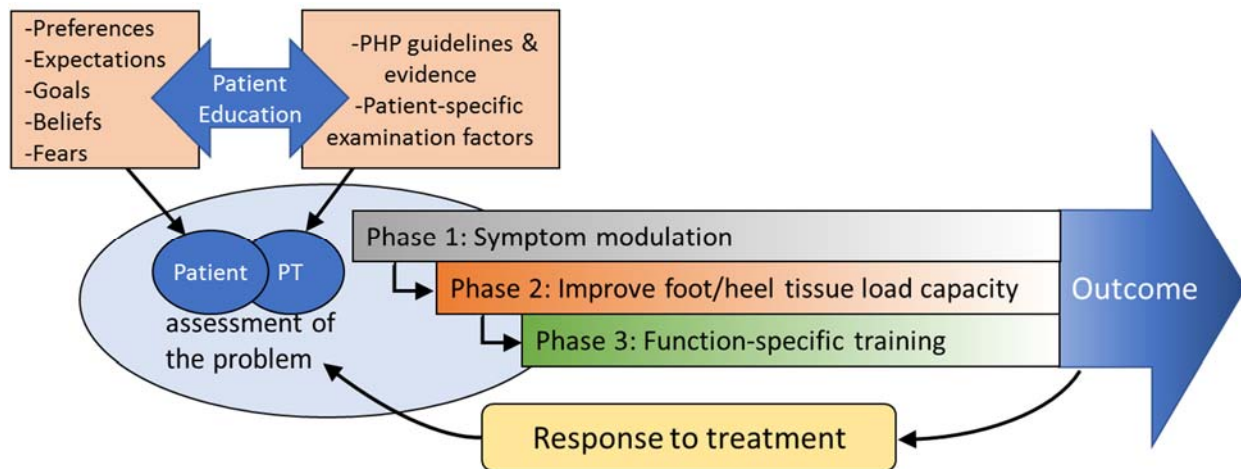 -Preferences
-Expectations
-Goals
-Beliefs
-Fears
Patient
Education
-PHP guidelines &
evidence
-Patient-specific
examination factors
Patient
PT
assessment of
the problem
Phase 1: Symptom modulation
Phase 2: Improve foot/heel tissue load capacity
Phase 3: Function-specific training
Outcome
Response to treatment